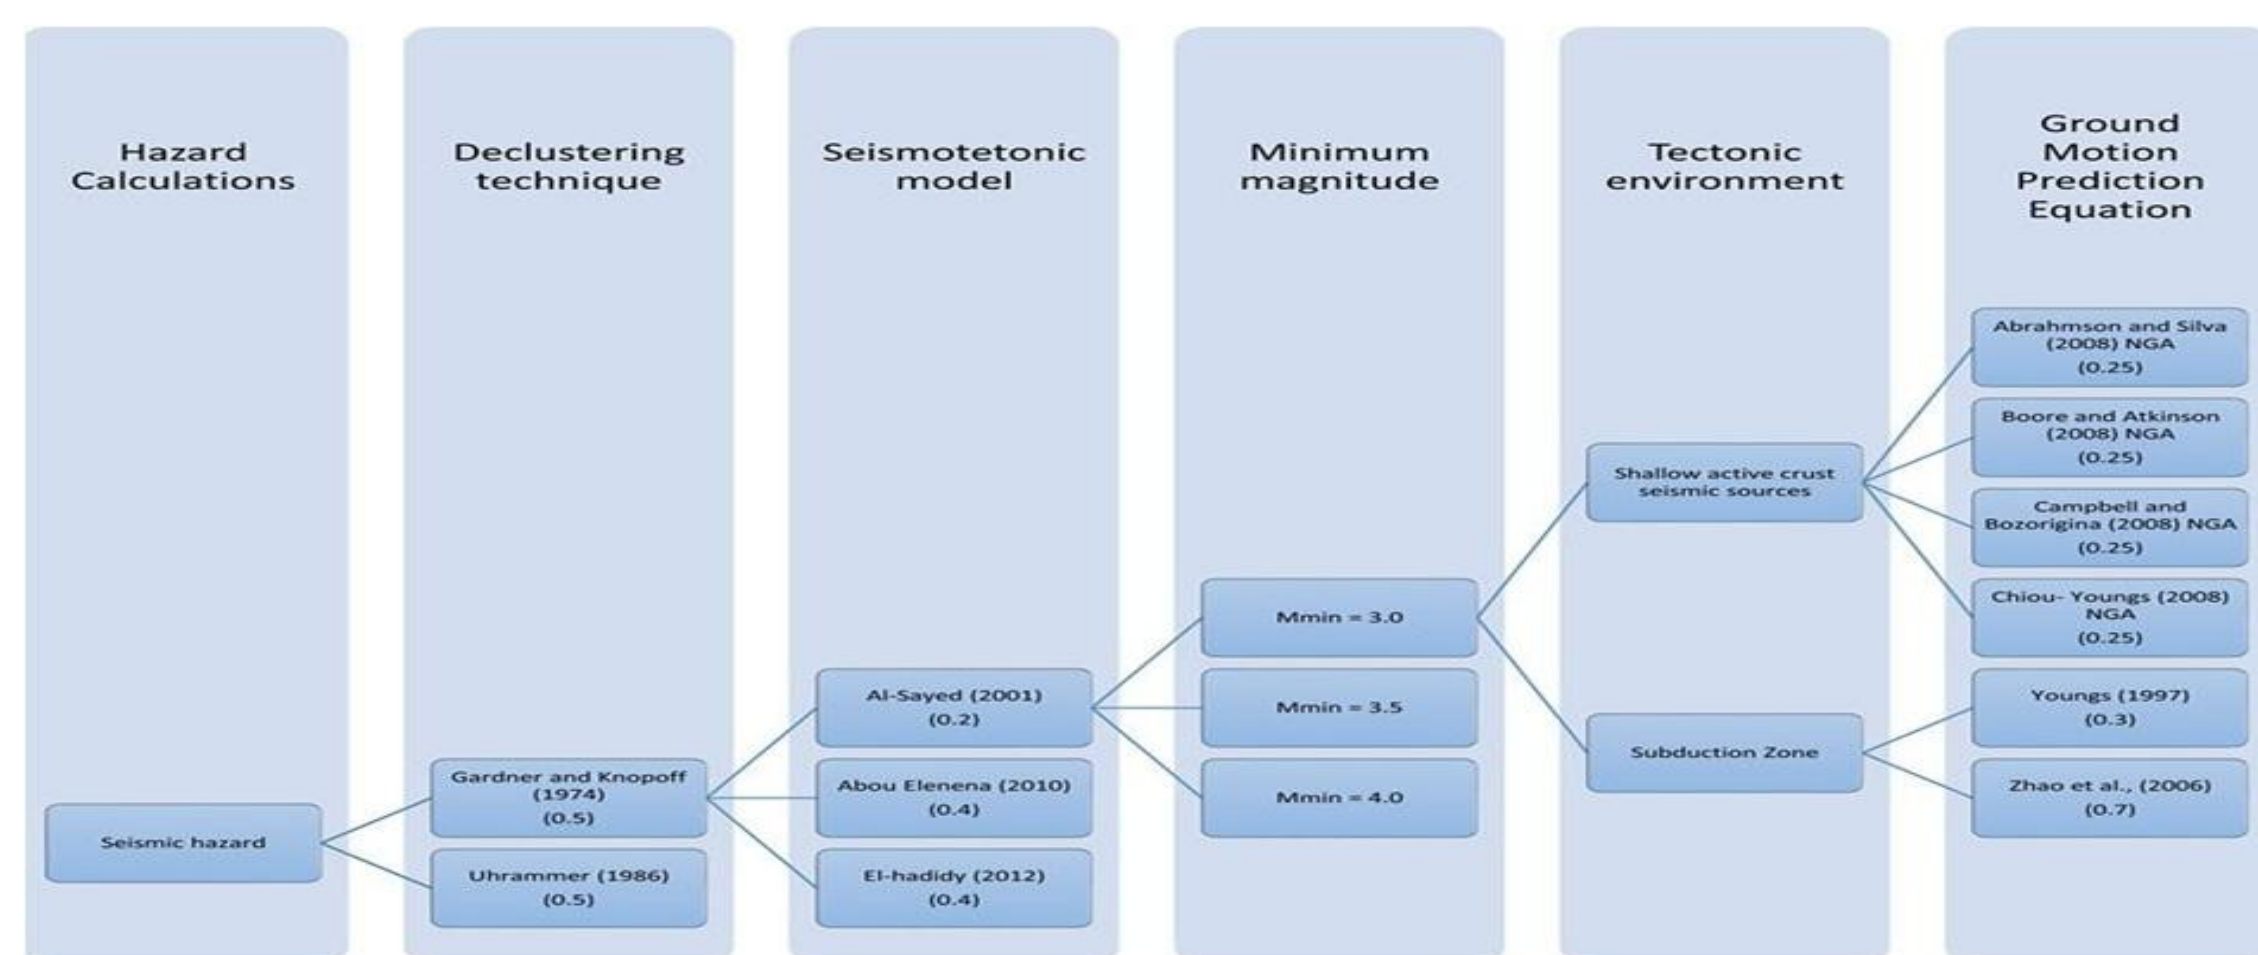 Hazard
Calculations
Declustering
technique
Seismotetonic
model
Minimum
magnitude
Tectonic
environment
Ground
Motion
Prediction
Equation
Seismic hazard
Gardner and Knopoff
(1974)
(0.5)
Uhrammer (1986)
(0.5)
Al-Sayed (2001)
(0.2)
Abou Elenena (2010)
(0.4)
El-hadidy (2012)
(0.4)
Mmin = 3.0
Mmin = 3.5
Mmin = 4.0
Shallow active crust
seismic sources
Subduction Zone
Abrahmson and Silva
(2008) NGA
(0.25)
Boore and Atkinson
(2008) NGA
(0.25)
Campbell and
Bozorigina (2008) NGA
(0.25)
Chiou- Youngs (2008)
NGA
(0.25)
Youngs (1997)
(0.3)
Zhao et al., (2006)
(0.7)